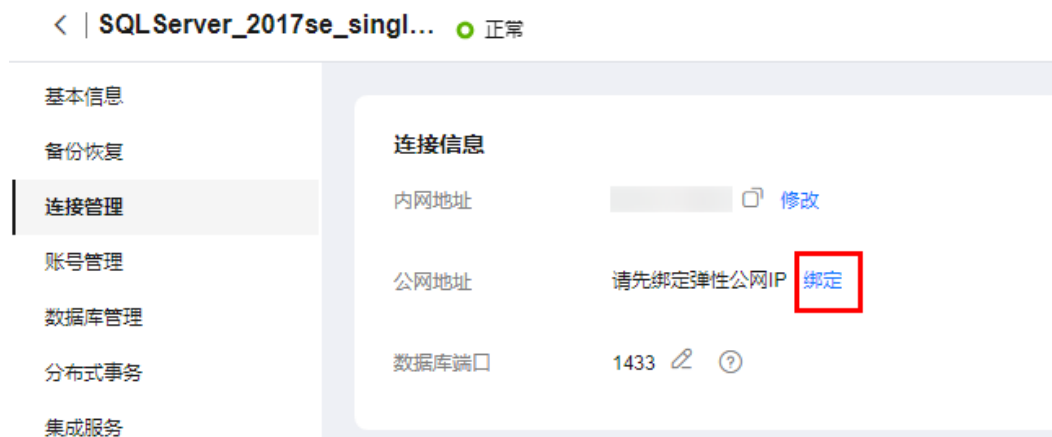 SQLServer_2017se_singl... 正常
基本信息
备份恢复
连接管理
账号管理
数据库管理
分布式事务
集成服务
连接信息
内网地址 修改
公网地址 请先绑定弹性公网IP 绑定
数据库端口 1433